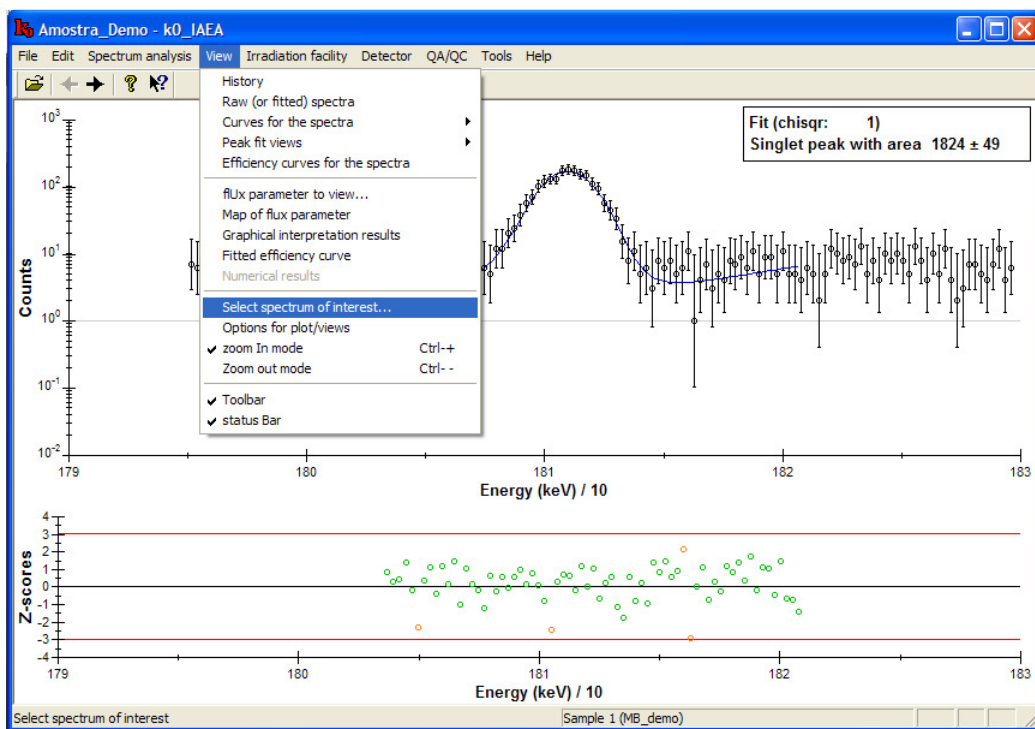 k0 Amostra_Demo - k0_IAEA
File Edit Spectrum analysis View Irradiation facility Detector QA/QC Tools Help
History
Raw (or fitted) spectra
Curves for the spectra
Peak fit views
Efficiency curves for the spectra
flUx parameter to view...
Map of flux parameter
Graphical interpretation results
Fitted efficiency curve
Numerical results
Select spectrum of interest...
Options for plot/views
zoom In mode Ctrl-+
Zoom out mode Ctrl- -
Toolbar
status Bar
Fit (chisqr: 1)
Singlet peak with area 1824 ± 49
Counts
10^3
10^2
10^1
10^0
10^-1
10^-2
179 180 181 182 183
Energy (keV) / 10
Z-scores
4
3
2
1
0
-1
-2
-3
-4
179 180 181 182 183
Energy (keV) / 10
Select spectrum of interest Sample 1 (MB_demo)